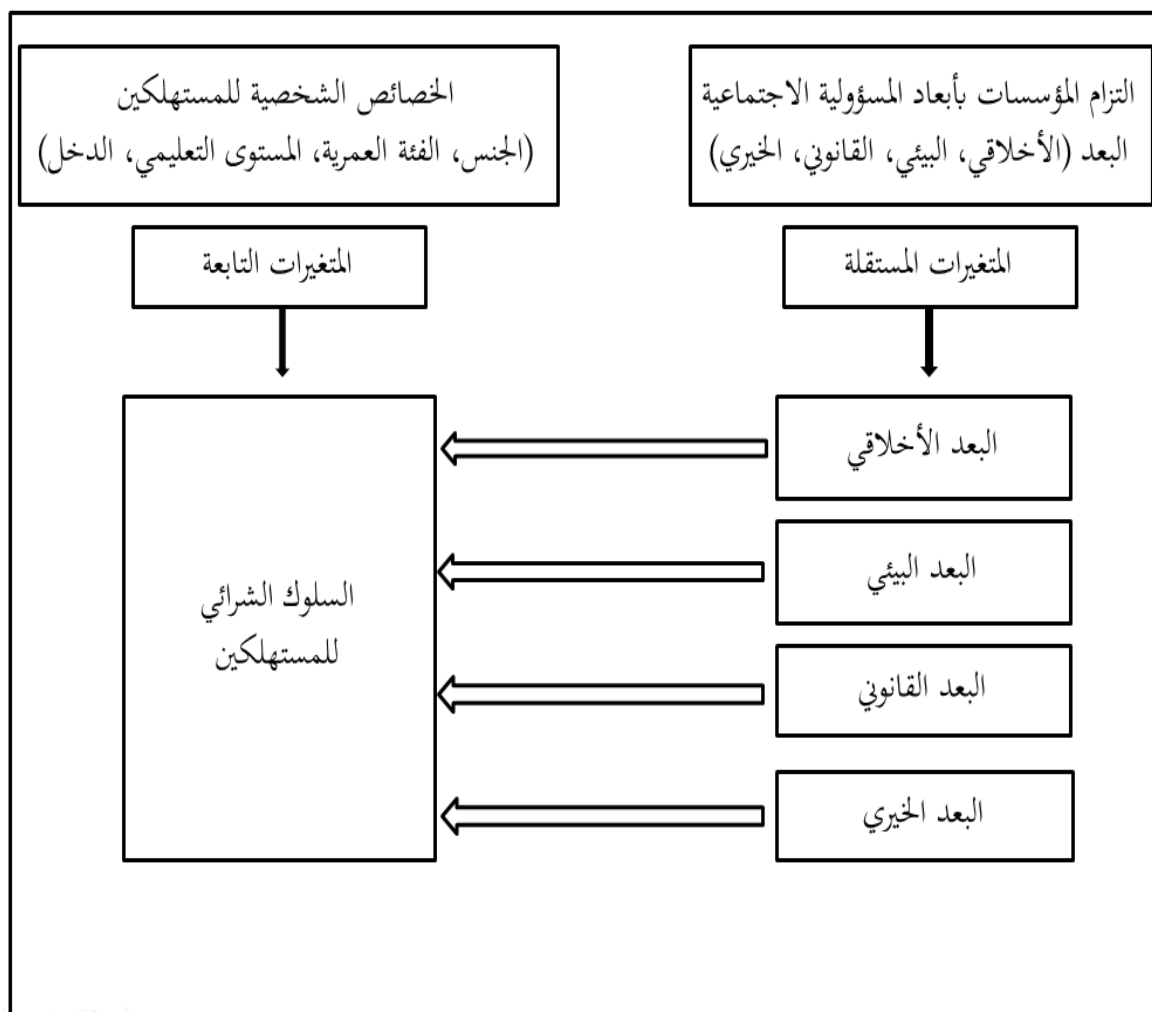 التزام المؤسسات بأبعاد المسؤولية الاجتماعية
البعد (الأخلاقي، البيئي، القانوني، الخيري)
الخصائص الشخصية للمستهلكين
(الجنس، الفئة العمرية، المستوى التعليمي، الدخل)
المتغيرات المستقلة
المتغيرات التابعة
البعد الأخلاقي
البعد البيئي
البعد القانوني
البعد الخيري
السلوك الشرائي
للمستهلكين